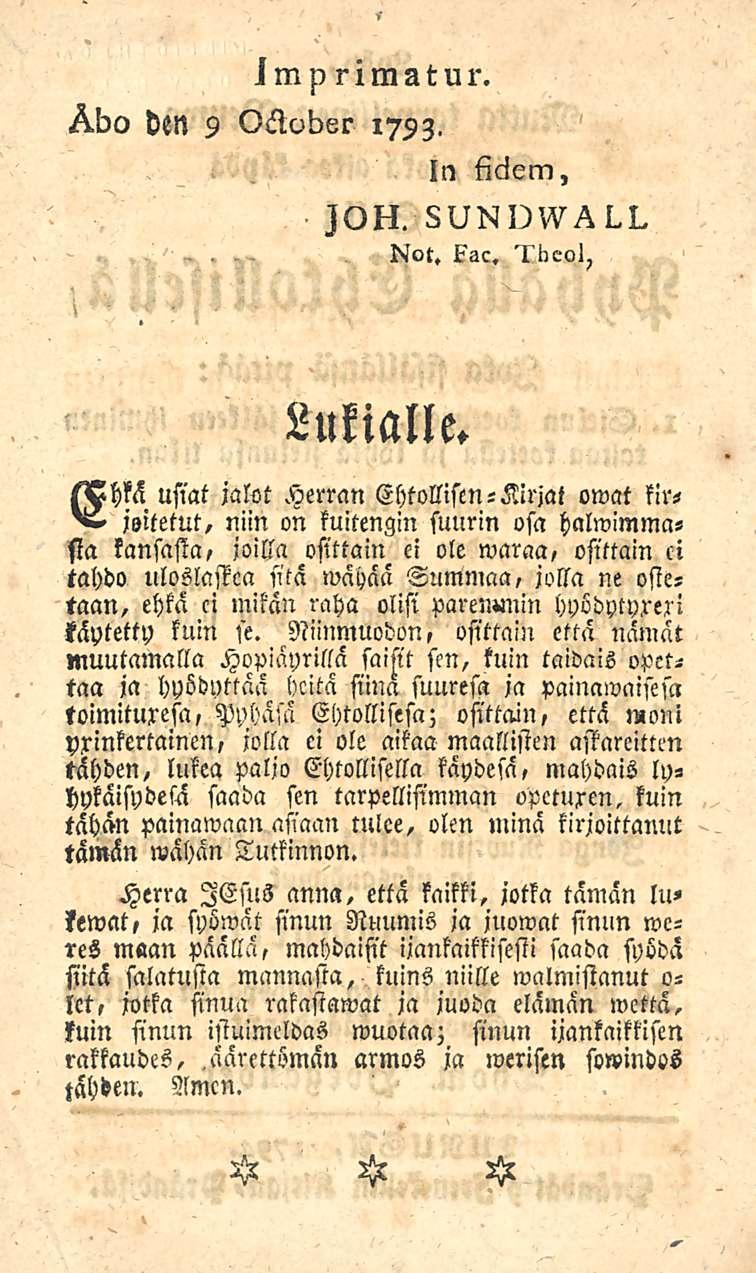 Imprimatur.
Åbo den 9 October 1793.
In fidem,
JOH. SUNDWALL
Not. Fac. Theol,
Lukialle.
Ehkä usiat jalot Herran Ehtollisen-Kirjat owat kir-
joitetut, niin on kuitengin suurin osa halwimma-
sta kansasta, joilla osittain ei ole waraa, osittain ei
tahdo uloslaskea sitä wähää Summaa, jolla ne oste-
taan, ehkä ei mikän raha olisi paremmin hyödytyxexi
käytetty kuin se. Niinmuodon, osittain että nämät
muutamalla Hopiäyrillä saisit sen, kuin taidais opet-
taa ja hyödyttää heitä siinä suuresa ja painawaisesa
toimituxesa, Pyhäsä Ehtollisesa; osittain, että moni
yxinkertainen, jolla ei ole aikaa maallisten askareitten
tähden, lukea paljo Ehtollisella käydesä, mahdais ly-
hykäisydesä saada sen tarpellisimman opetuxen, kuin
tähän painawaan asiaan tulee, olen minä kirjoittanut
tämän wähän Tutkinnon.
Herra JEsus anna, että kaikki, jotka tämän lu-
kewat, ja syöwät sinun Ruumis ja juowat sinun we-
res maan päällä, mahdaisit ijankaikkisesti saada syödä
siitä salatusta mannasta, kuins niille walmistanut o-
let, jotka sinua rakastawat ja juoda elämän wettä,
kuin sinun istuimeldas wuotaa; sinun ijankaikkisen
rakkaudes, äärettömän armos ja werisen sowindos
tähden. Amen.